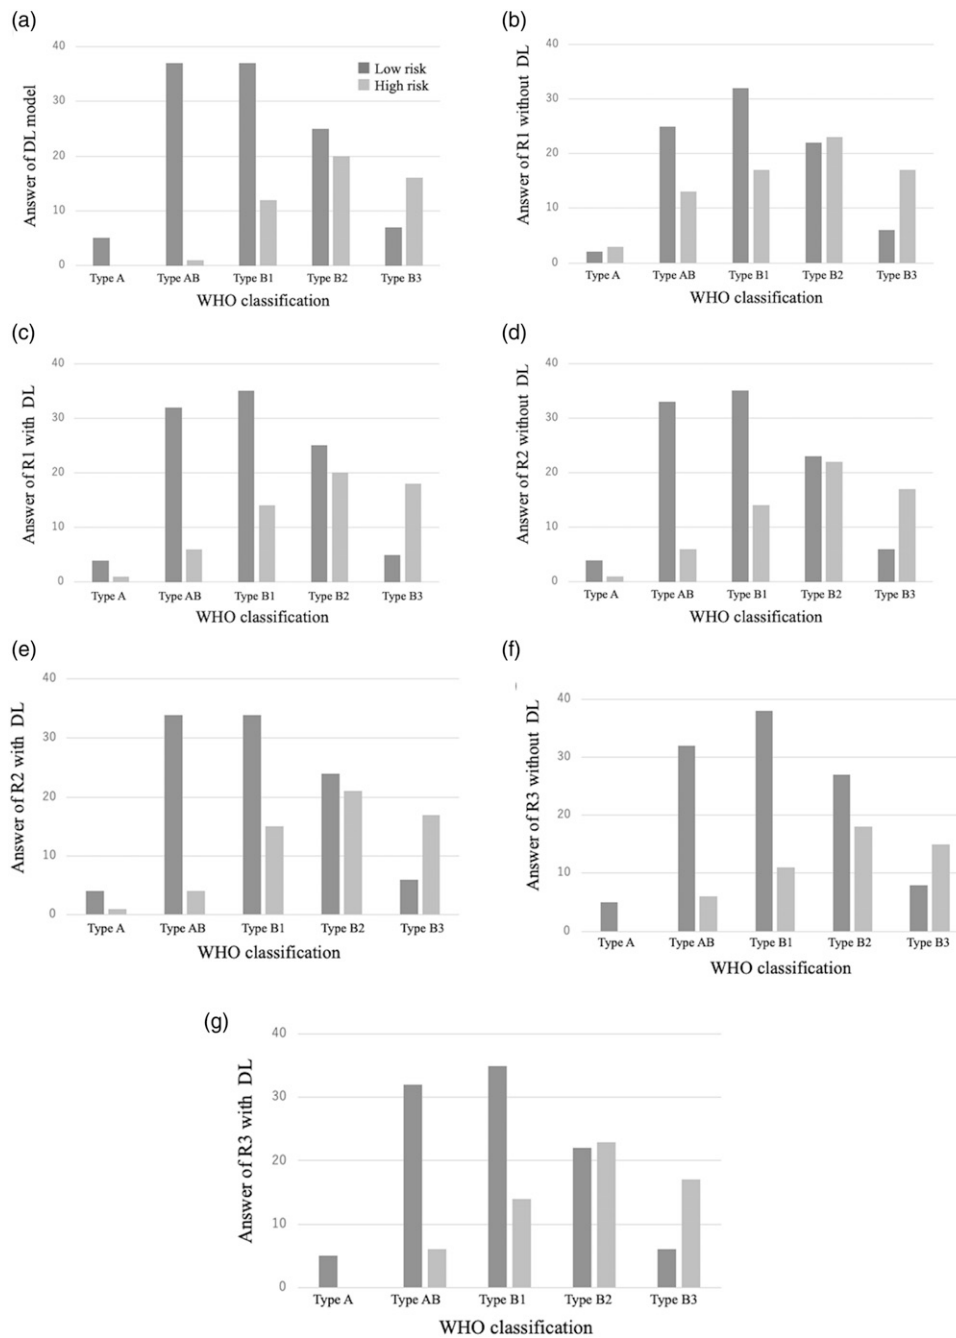 (a)
Answer of DL model
40
30
20
10
0
Low risk
High risk
Type A Type AB Type B1 Type B2 Type B3
WHO classification
(b)
Answer of R1 without DL
40
30
20
10
0
Type A Type AB Type B1 Type B2 Type B3
WHO classification
(c)
Answer of R1 with DL
40
30
20
10
0
Type A Type AB Type B1 Type B2 Type B3
WHO classification
(d)
Answer of R2 without DL
40
30
20
10
0
Type A Type AB Type B1 Type B2 Type B3
WHO classification
(e)
Answer of R2 with DL
40
30
20
10
0
Type A Type AB Type B1 Type B2 Type B3
WHO classification
(f)
Answer of R3 without DL
40
30
20
10
0
Type A Type AB Type B1 Type B2 Type B3
WHO classification
(g)
Answer of R3 with DL
40
30
20
10
0
Type A Type AB Type B1 Type B2 Type B3
WHO classification